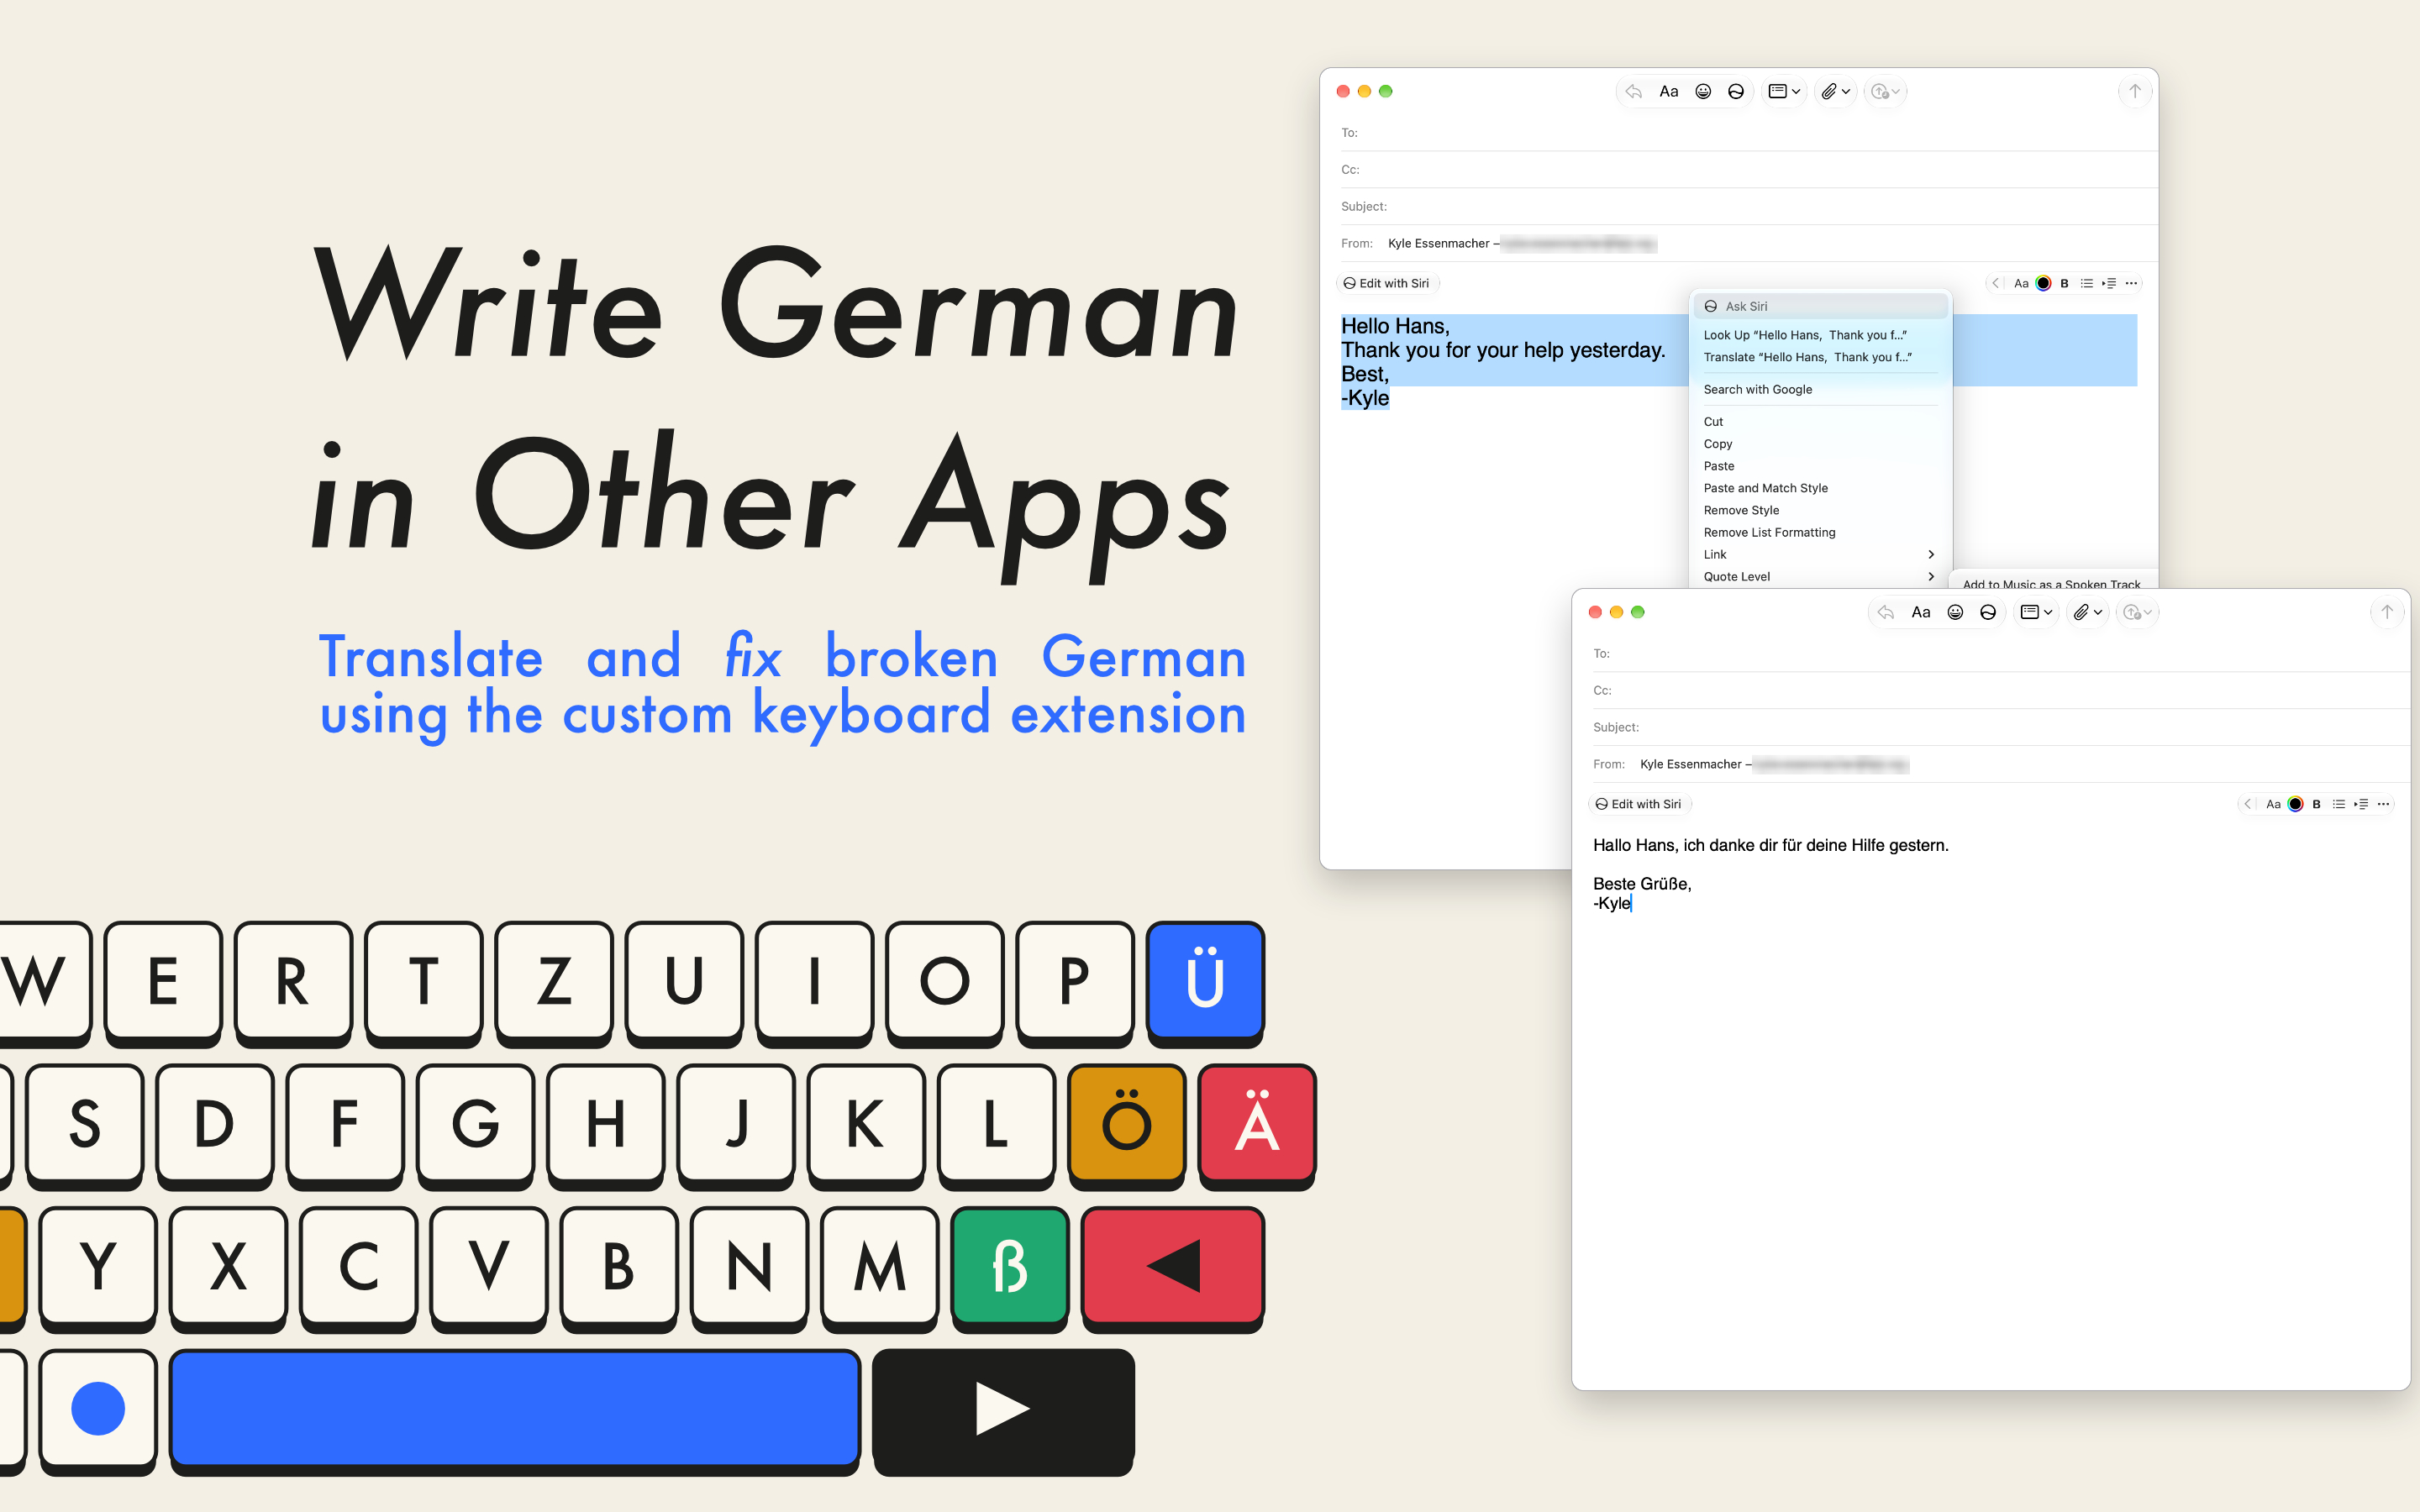 Write German
in Other Apps
Translate and fix broken German
using the custom keyboard extension
W E R T Z U I O P Ü
S D F G H J K L Ö Ä
Y X C V B N M ß
Aa
To:
Cc:
Subject:
From: Kyle Essenmacher –
Edit with Siri
Aa B
Hello Hans,
Thank you for your help yesterday.
Best,
-Kyle
Ask Siri
Look Up “Hello Hans,  Thank you f...”
Translate “Hello Hans,  Thank you f...”
Search with Google
Cut
Copy
Paste
Paste and Match Style
Remove Style
Remove List Formatting
Link
Quote Level
Add to Music as a Spoken Track
Aa
To:
Cc:
Subject:
From: Kyle Essenmacher –
Edit with Siri
Aa B
Hallo Hans, ich danke dir für deine Hilfe gestern.
Beste Grüße,
-Kyle